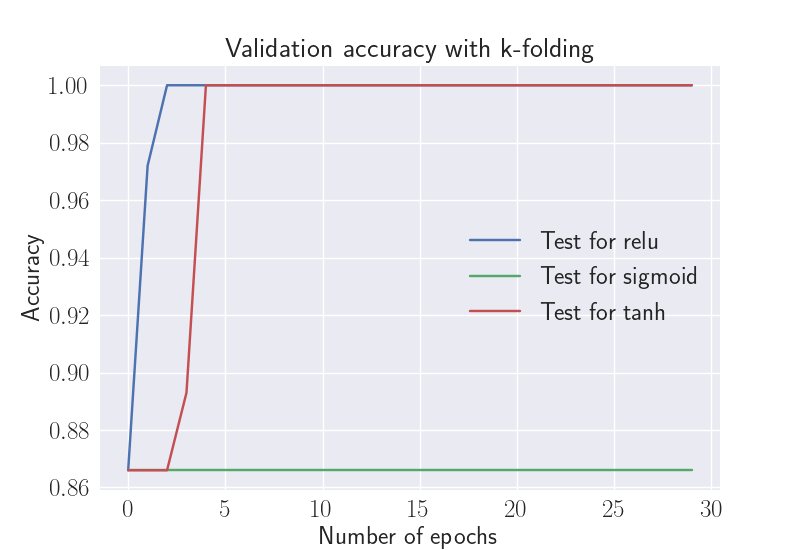 Validation accuracy with k-folding
1.00
0.98
0.96
0.94
0.92
0.90
0.88
0.86
Accuracy
Test for relu
Test for sigmoid
Test for tanh
0 5 10 15 20 25 30
Number of epochs